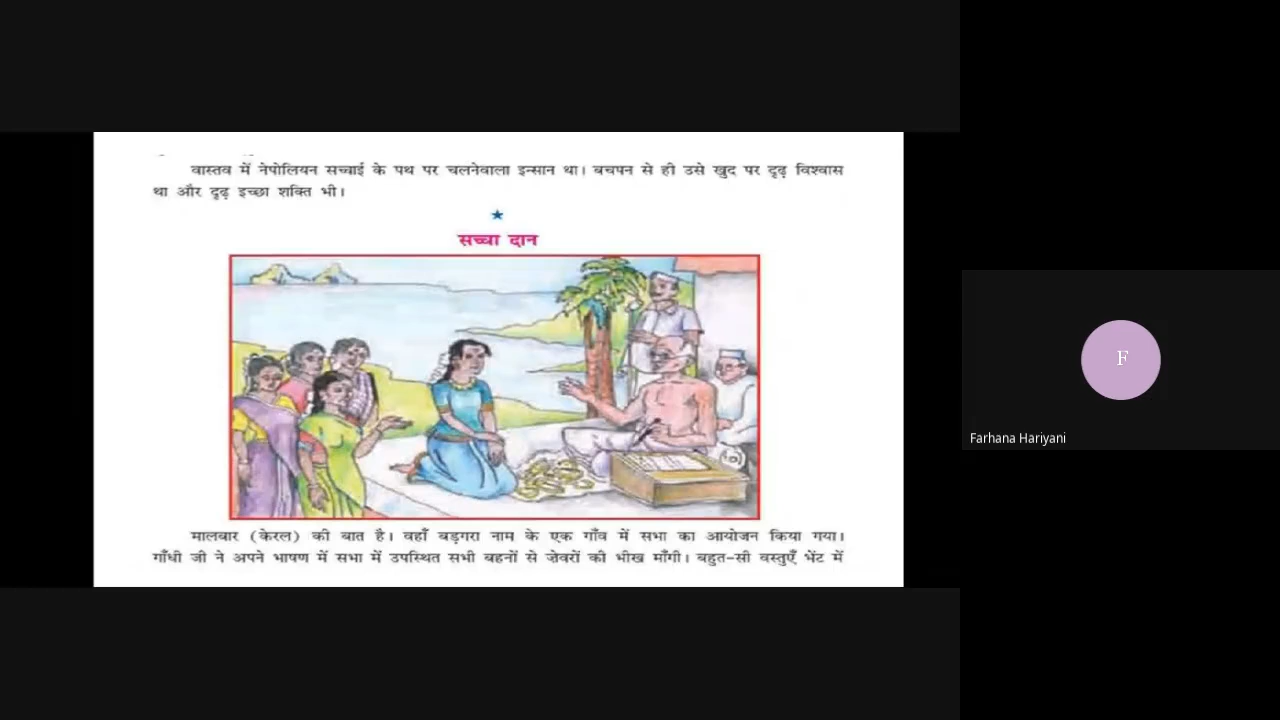 वास्तव में नेपोलियन सच्चाई के पथ पर चलनेवाला इन्सान था। बचपन से ही उसे खुद पर दृढ़ विश्वास
था और दृढ़ इच्छा शक्ति भी।
सच्चा दान
मालबार (केरल) की बात है। वहाँ बड़गरा नाम के एक गाँव में सभा का आयोजन किया गया।
गाँधी जी ने अपने भाषण में सभा में उपस्थित सभी बहनों से ज़ेवरों की भीख माँगी। बहुत-सी वस्तुएँ भेंट में
F
Farhana Hariyani